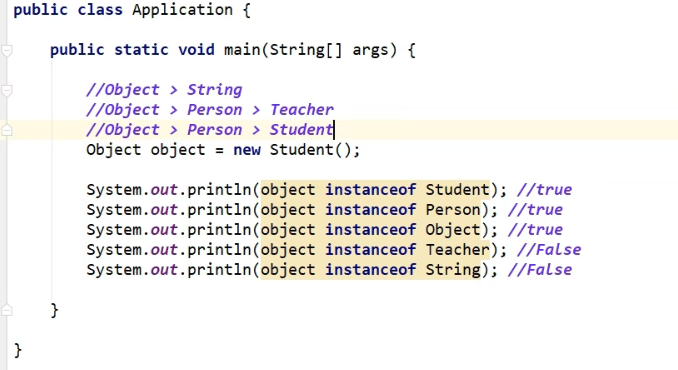 public class Application {
public static void main(String[] args) {
//Object > String
//Object > Person > Teacher
//Object > Person > Student
Object object = new Student();
System.out.println(object instanceof Student); //true
System.out.println(object instanceof Person); //true
System.out.println(object instanceof Object); //true
System.out.println(object instanceof Teacher); //False
System.out.println(object instanceof String); //False
}
}